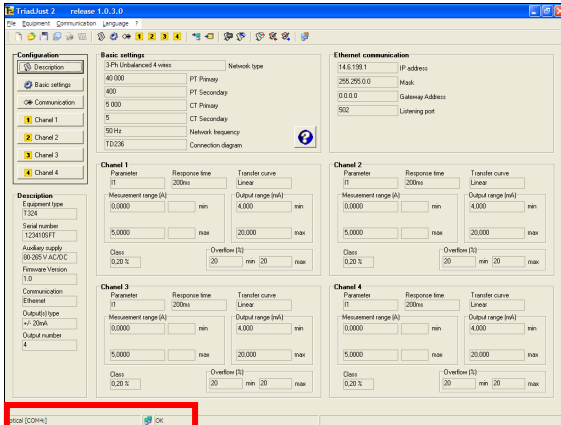 TriadJust 2 release 1.0.3.0
File Equipment Communication Language ?
1 2 3 4
Configuration
Description
Basic settings
Communication
1 Chanel 1
2 Chanel 2
3 Chanel 3
4 Chanel 4
Description
Equipment type
T324
Serial number
123410SFT
Auxiliary supply
80-265 V AC/DC
Firmware Version
1.0
Communication
Ethernet
Output(s) type
+/- 20mA
Output number
4
Basic settings
3-Ph Unbalanced 4 wires Network type
40 000 PT Primary
400 PT Secondary
5 000 CT Primary
5 CT Secondary
50 Hz Network frequency
TD236 Connection diagram
Ethernet communication
14.6.199.1 IP address
255.255.0.0 Mask
0.0.0.0 Gateway Address
502 Listening port
Chanel 1
Parameter Response time Transfer curve
I1 200ms Linear
Mesurement range (A) Output range (mA)
0,0000 min 4,000 min
5,0000 max 20,000 max
Class Overflow (%)
0,20 % 20 min 20 max
Chanel 2
Parameter Response time Transfer curve
I1 200ms Linear
Mesurement range (A) Output range (mA)
0,0000 min 4,000 min
5,0000 max 20,000 max
Class Overflow (%)
0,20 % 20 min 20 max
Chanel 3
Parameter Response time Transfer curve
I1 200ms Linear
Mesurement range (A) Output range (mA)
0,0000 min 4,000 min
5,0000 max 20,000 max
Class Overflow (%)
0,20 % 20 min 20 max
Chanel 4
Parameter Response time Transfer curve
I1 200ms Linear
Mesurement range (A) Output range (mA)
0,0000 min 4,000 min
5,0000 max 20,000 max
Class Overflow (%)
0,20 % 20 min 20 max
OK